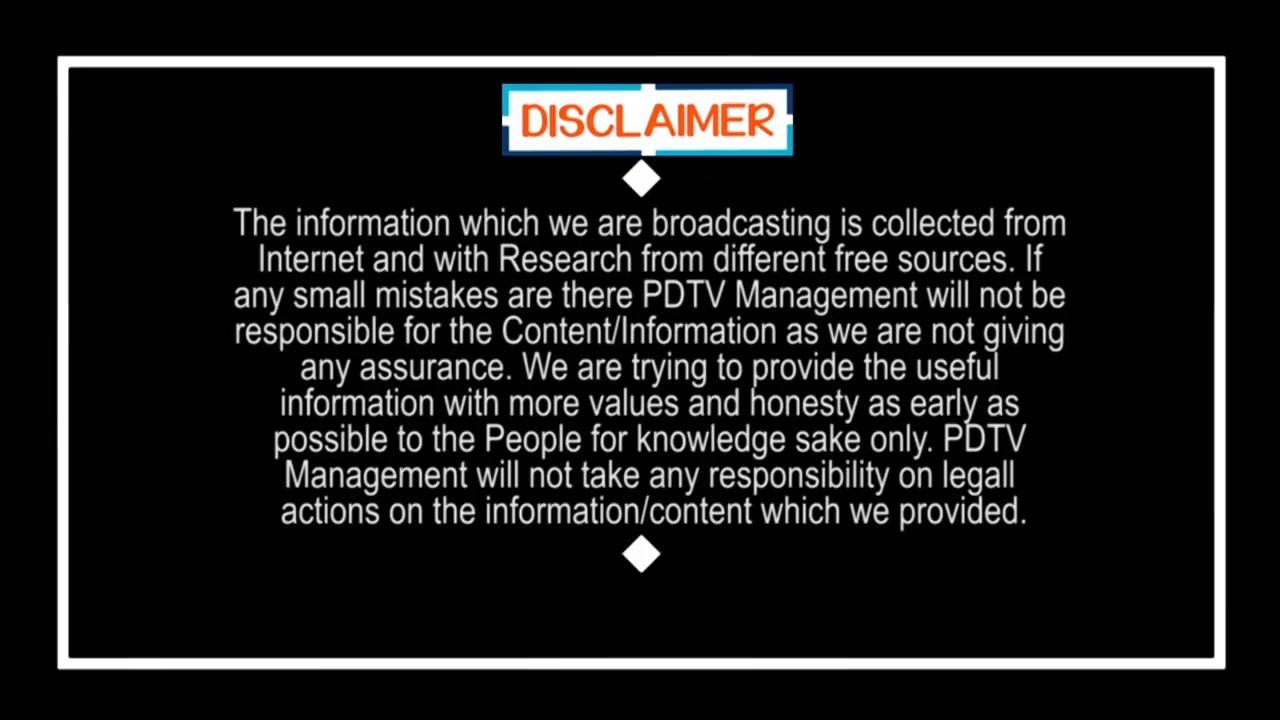 DISCLAIMER
The information which we are broadcasting is collected from
Internet and with Research from different free sources. If
any small mistakes are there PDTV Management will not be
responsible for the Content/Information as we are not giving
any assurance. We are trying to provide the useful
information with more values and honesty as early as
possible to the People for knowledge sake only. PDTV
Management will not take any responsibility on legall
actions on the information/content which we provided.